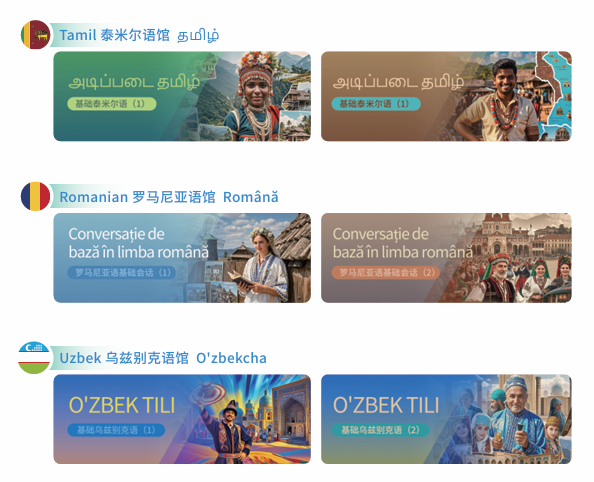 Tamil 泰米尔语馆 தமிழ்
அடிப்படை தமிழ்
基础泰米尔语（1）
அடிப்படை தமிழ்
基础泰米尔语（1）
Romanian 罗马尼亚语馆 Română
Conversație de
bază în limba română
罗马尼亚语基础会话（1）
Conversație de
bază în limba română
罗马尼亚语基础会话（2）
Uzbek 乌兹别克语馆 O'zbekcha
O'ZBEK TILI
基础乌兹别克语（1）
O'ZBEK TILI
基础乌兹别克语（2）